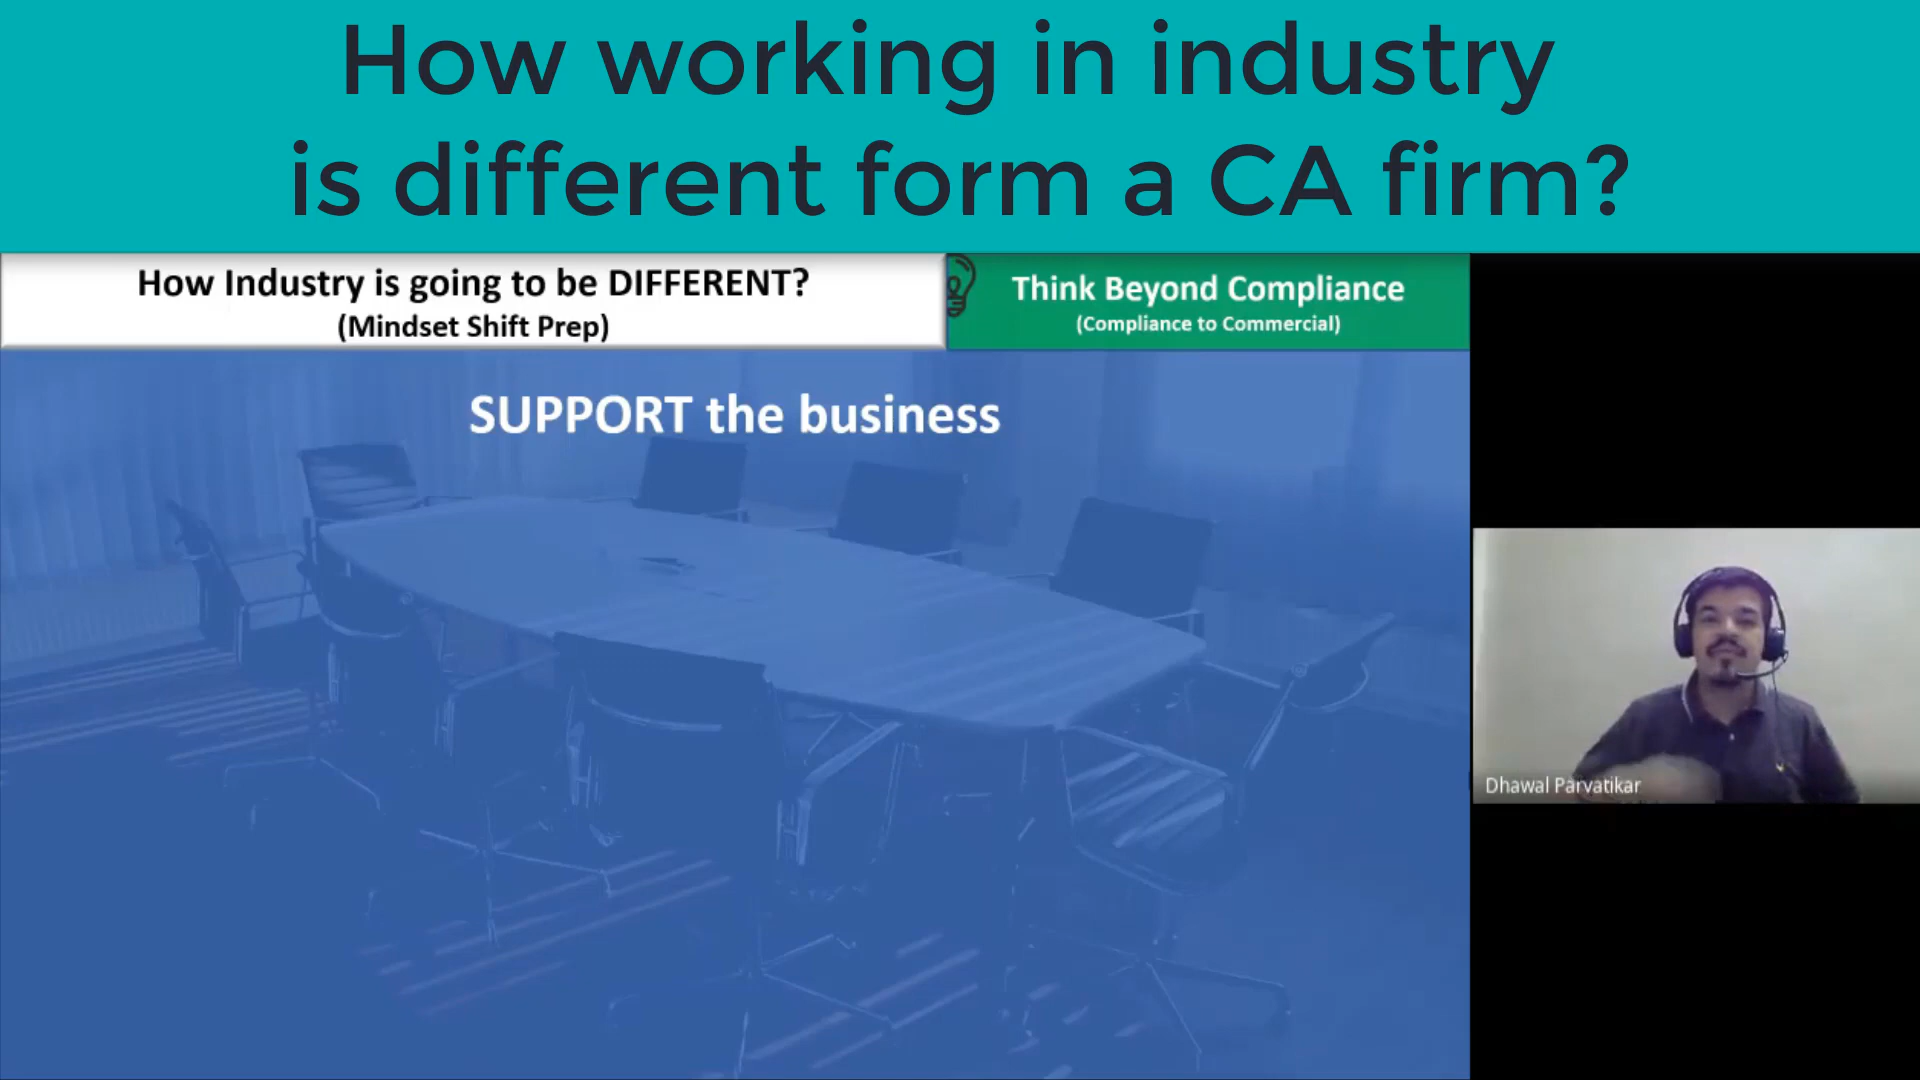 How working in industry
is different form a CA firm?
How Industry is going to be DIFFERENT?
(Mindset Shift Prep)
Think Beyond Compliance
(Compliance to Commercial)
SUPPORT the business
Dhawal Parvatikar